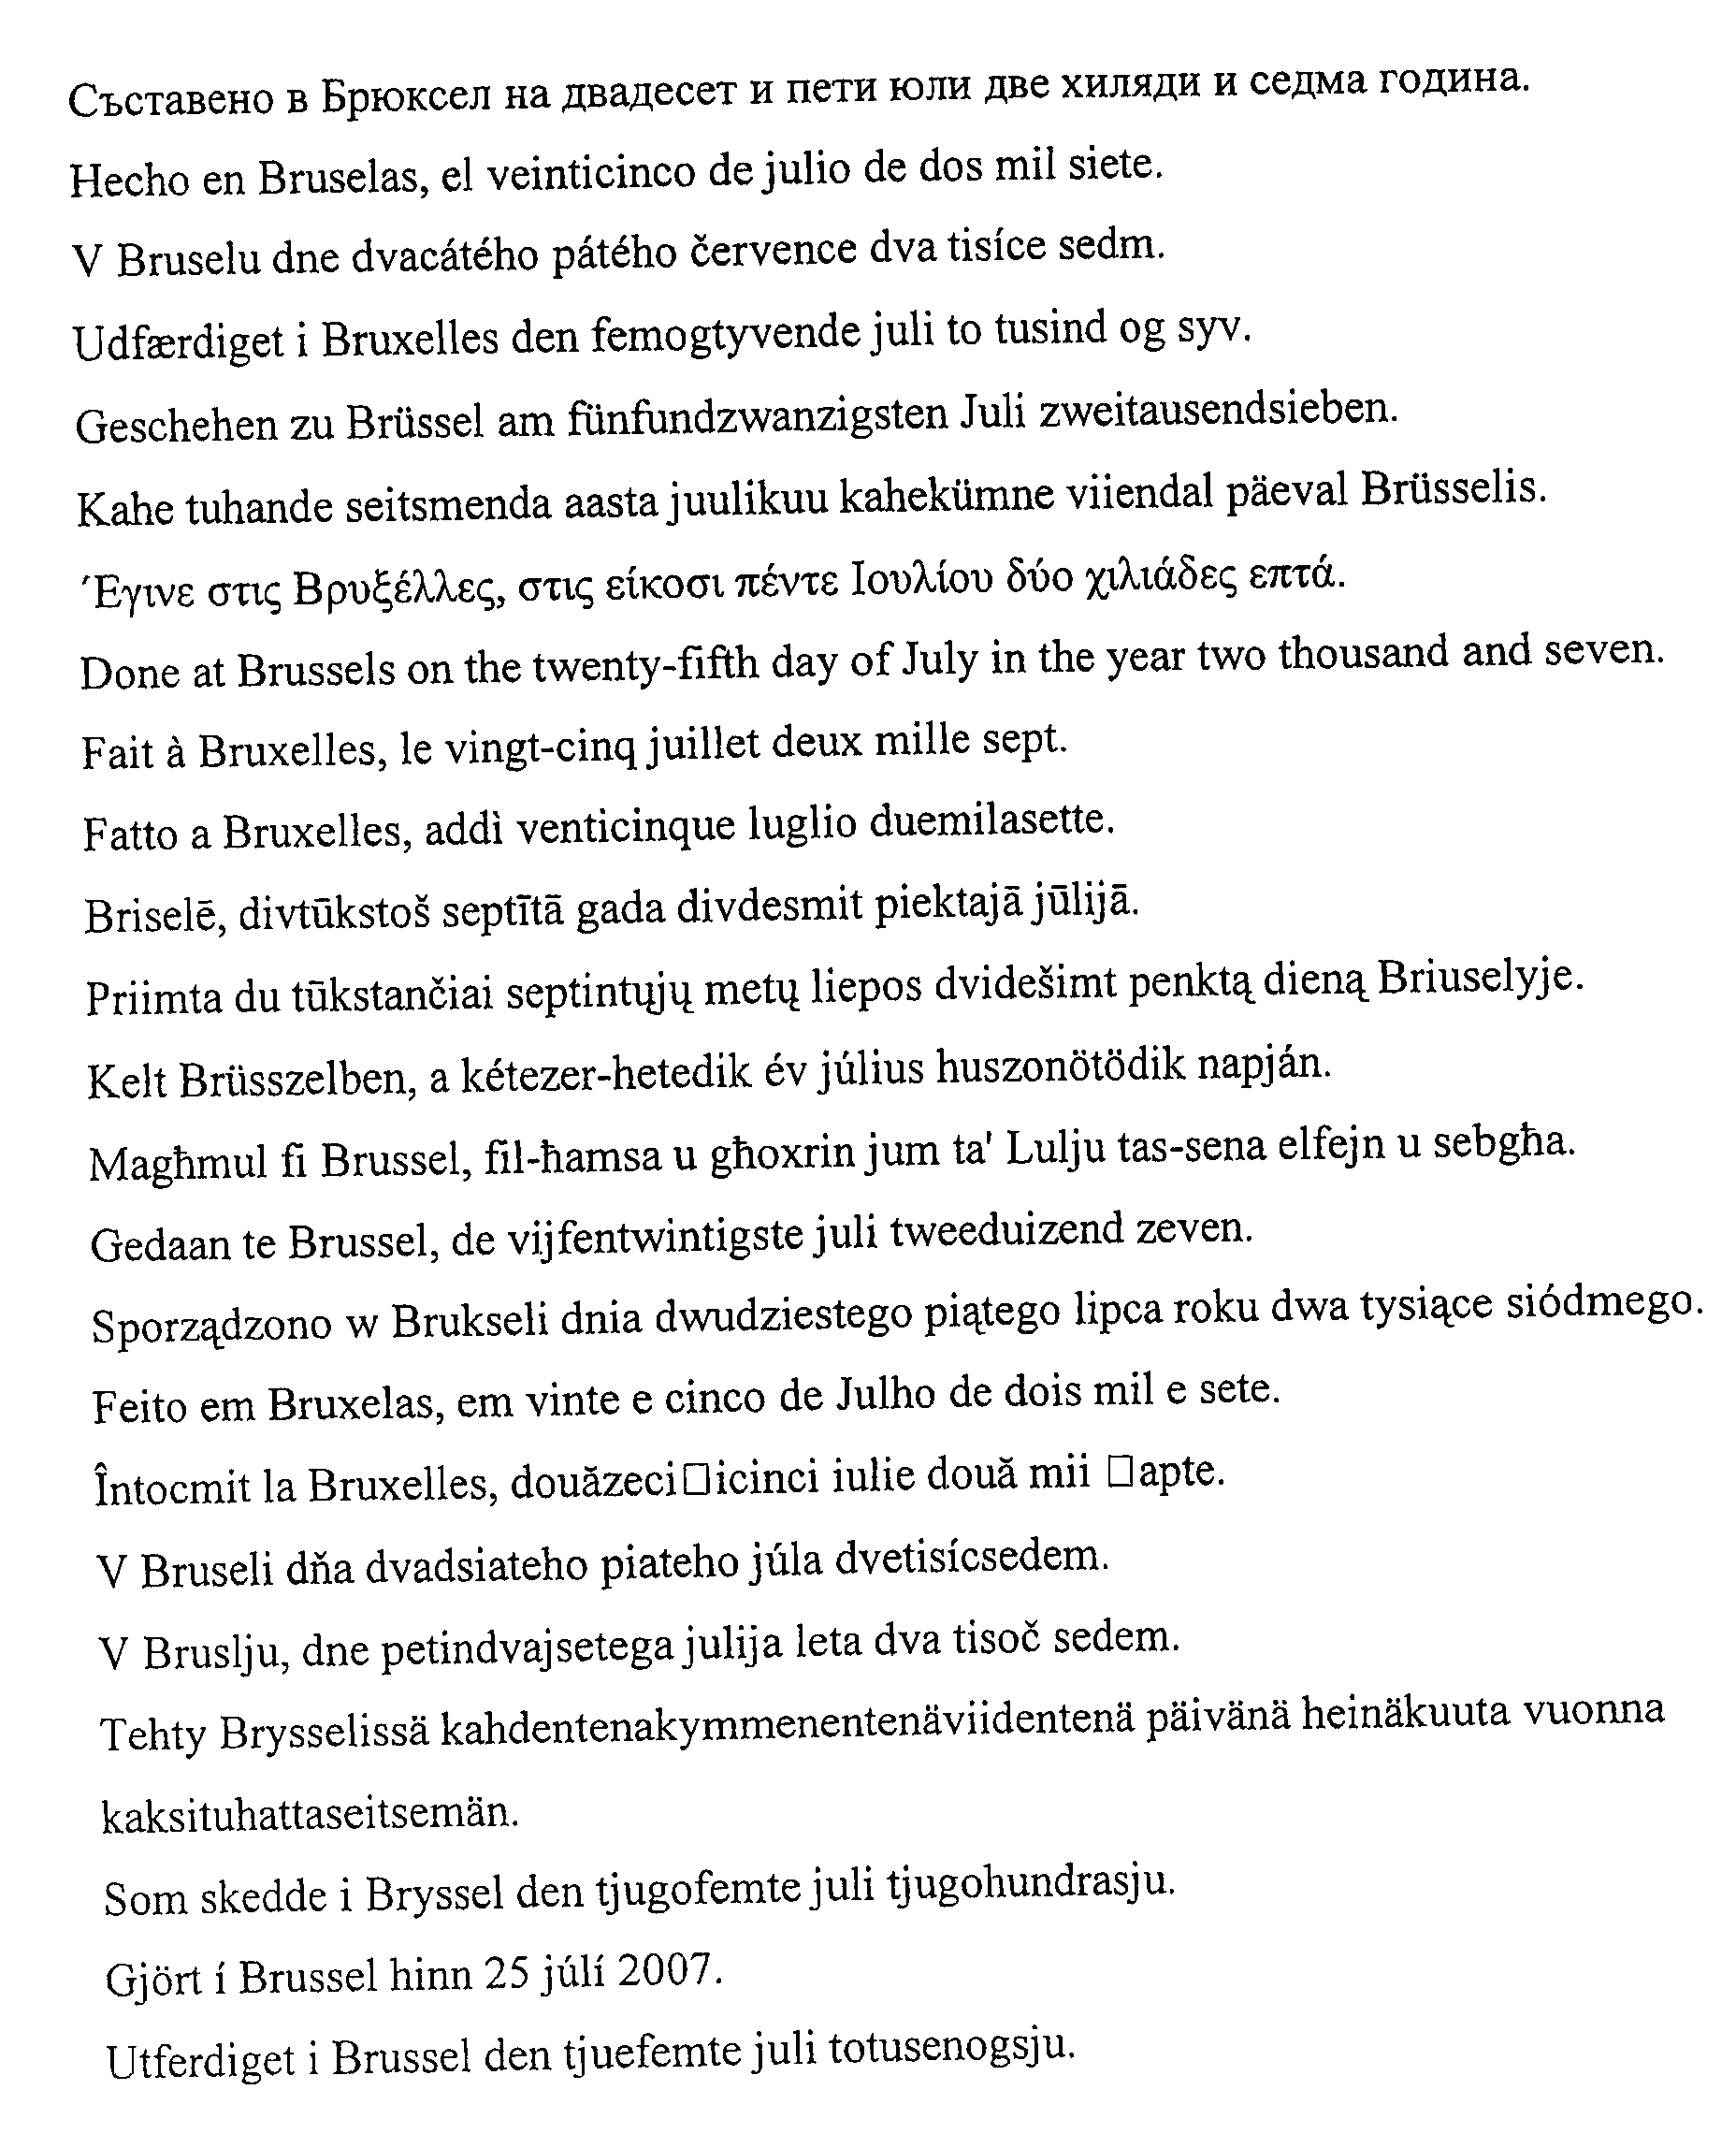 Съставено в Брюксел на двадесет и пети юли две хиляди и седма година.
Hecho en Bruselas, el veinticinco de julio de dos mil siete.
V Bruselu dne dvacátého pátého července dva tisíce sedm.
Udfærdiget i Bruxelles den femogtyvende juli to tusind og syv.
Geschehen zu Brüssel am fünfundzwanzigsten Juli zweitausendsieben.
Kahe tuhande seitsmenda aasta juulikuu kahekümne viiendal päeval Brüsselis.
Έγινε στις Βρυξέλλες, στις είκοσι πέντε Ιουλίου δύο χιλιάδες επτά.
Done at Brussels on the twenty-fifth day of July in the year two thousand and seven.
Fait à Bruxelles, le vingt-cinq juillet deux mille sept.
Fatto a Bruxelles, addì venticinque luglio duemilasette.
Briselē, divtūkstoš septītā gada divdesmit piektajā jūlijā.
Priimta du tūkstančiai septintųjų metų liepos dvidešimt penktą dieną Briuselyje.
Kelt Brüsszelben, a kétezer-hetedik év július huszonötödik napján.
Magħmul fi Brussel, fil-ħamsa u għoxrin jum ta' Lulju tas-sena elfejn u sebgħa.
Gedaan te Brussel, de vijfentwintigste juli tweeduizend zeven.
Sporządzono w Brukseli dnia dwudziestego piątego lipca roku dwa tysiące siódmego.
Feito em Bruxelas, em vinte e cinco de Julho de dois mil e sete.
Întocmit la Bruxelles, douăzeci□icinci iulie două mii □apte.
V Bruseli dňa dvadsiateho piateho júla dvetisícsedem.
V Bruslju, dne petindvajsetega julija leta dva tisoč sedem.
Tehty Brysselissä kahdentenakymmenentenäviidentenä päivänä heinäkuuta vuonna
kaksituhattaseitsemän.
Som skedde i Bryssel den tjugofemte juli tjugohundrasju.
Gjört í Brussel hinn 25 júlí 2007.
Utferdiget i Brussel den tjuefemte juli totusenogsju.